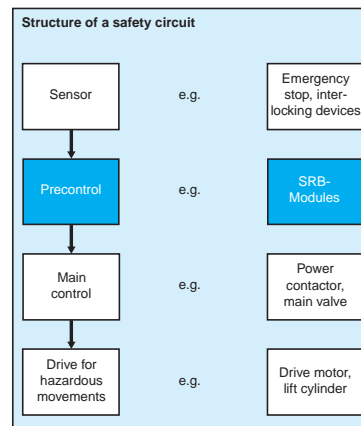 Structure of a safety circuit
Sensor
e.g.
Emergency
stop, inter-
locking devices
Precontrol
e.g.
SRB-
Modules
Main
control
e.g.
Power
contactor,
main valve
Drive for
hazardous
movements
e.g.
Drive motor,
lift cylinder